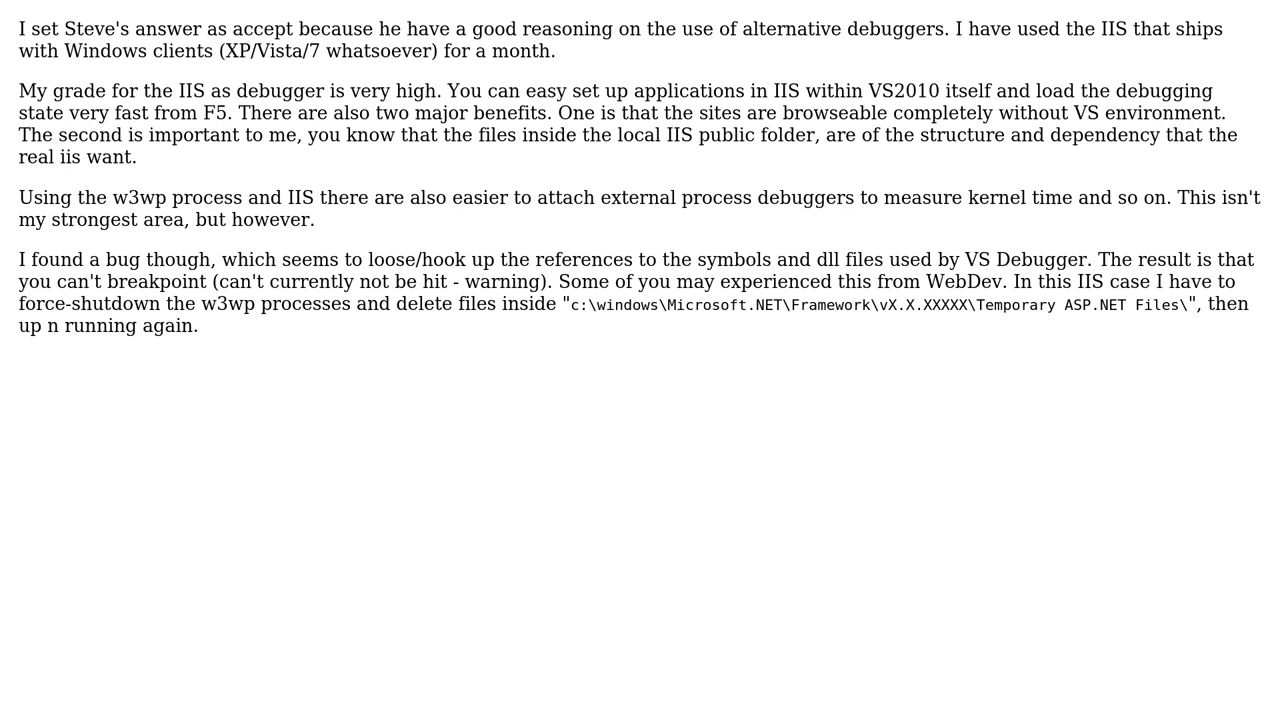 I set Steve's answer as accept because he have a good reasoning on the use of alternative debuggers. I have used the IIS that ships
with Windows clients (XP/Vista/7 whatsoever) for a month.
My grade for the IIS as debugger is very high. You can easy set up applications in IIS within VS2010 itself and load the debugging
state very fast from F5. There are also two major benefits. One is that the sites are browseable completely without VS environment.
The second is important to me, you know that the files inside the local IIS public folder, are of the structure and dependency that the
real iis want.
Using the w3wp process and IIS there are also easier to attach external process debuggers to measure kernel time and so on. This isn't
my strongest area, but however.
I found a bug though, which seems to loose/hook up the references to the symbols and dll files used by VS Debugger. The result is that
you can't breakpoint (can't currently not be hit - warning). Some of you may experienced this from WebDev. In this IIS case I have to
force-shutdown the w3wp processes and delete files inside "c:\windows\Microsoft.NET\Framework\vX.X.XXXXX\Temporary ASP.NET Files\", then
up n running again.